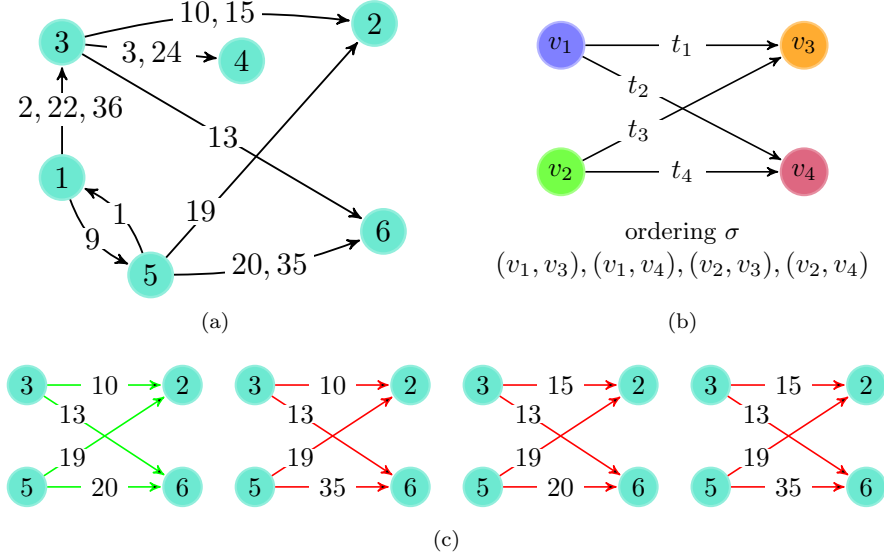 10, 15
2
3
3, 24
4
2, 22, 36
13
1
1
19
9
6
5
20, 35
(a)
v1
t1
v3
t2
t3
v2
t4
v4
ordering σ
(v1, v3), (v1, v4), (v2, v3), (v2, v4)
(b)
3 10 2
13
19
5 20 6
3 10 2
13
19
5 35 6
3 15 2
13
19
5 20 6
3 15 2
13
19
5 35 6
(c)